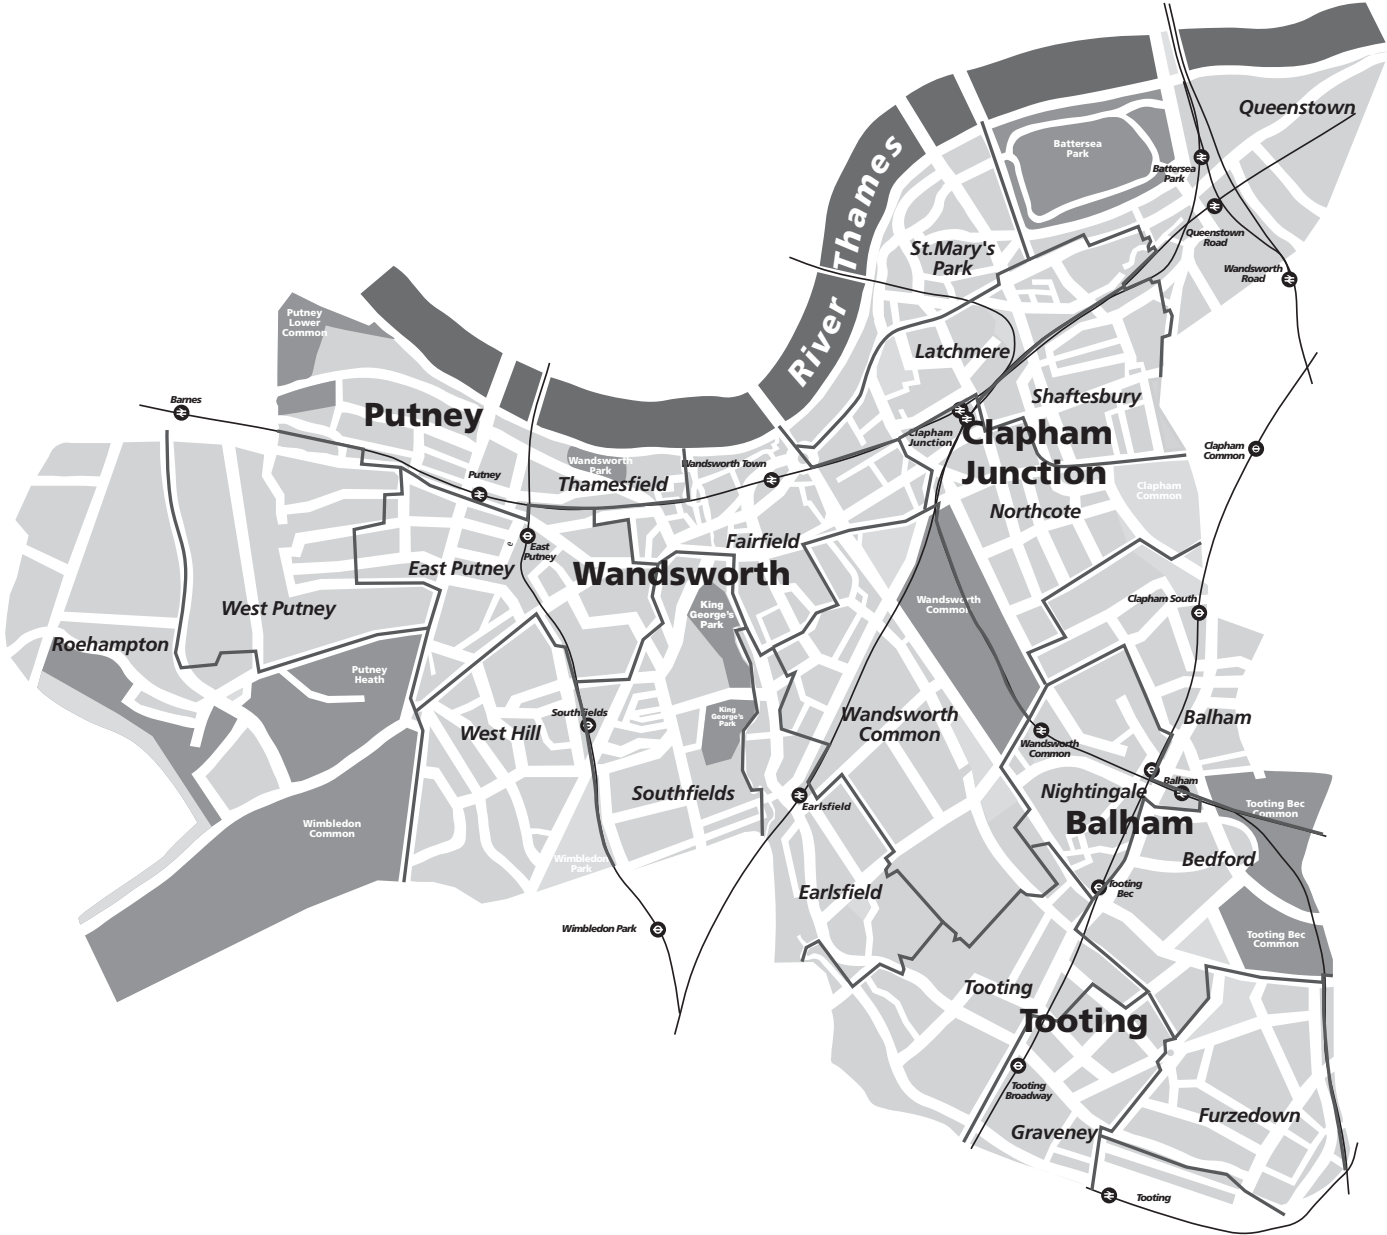 Queenstown
Battersea
Park
Battersea
Park
Queenstown
Road
Wandsworth
Road
River Thames
St.Mary's
Park
Putney
Lower
Common
Latchmere
Shaftesbury
Barnes
Putney
Clapham
Junction
Clapham
Junction
Clapham
Common
Clapham
Common
Wandsworth
Park
Wandsworth Town
Putney
Thamesfield
Northcote
East
Putney
e
Fairfield
East Putney
Wandsworth
West Putney
King
George's
Park
Wandsworth
Common
Clapham South
Roehampton
Putney
Heath
Southfields
King
George's
Park
West Hill
Wandsworth
Common
Wandsworth
Common
Balham
Southfields
Earlsfield
Nightingale
Balham
Balham
Tooting Bec
Common
Wimbledon
Common
Wimbledon
Park
Bedford
Earlsfield
Tooting
Bec
Wimbledon Park
Tooting Bec
Common
Tooting
Tooting
Tooting
Broadway
Graveney
Furzedown
Tooting